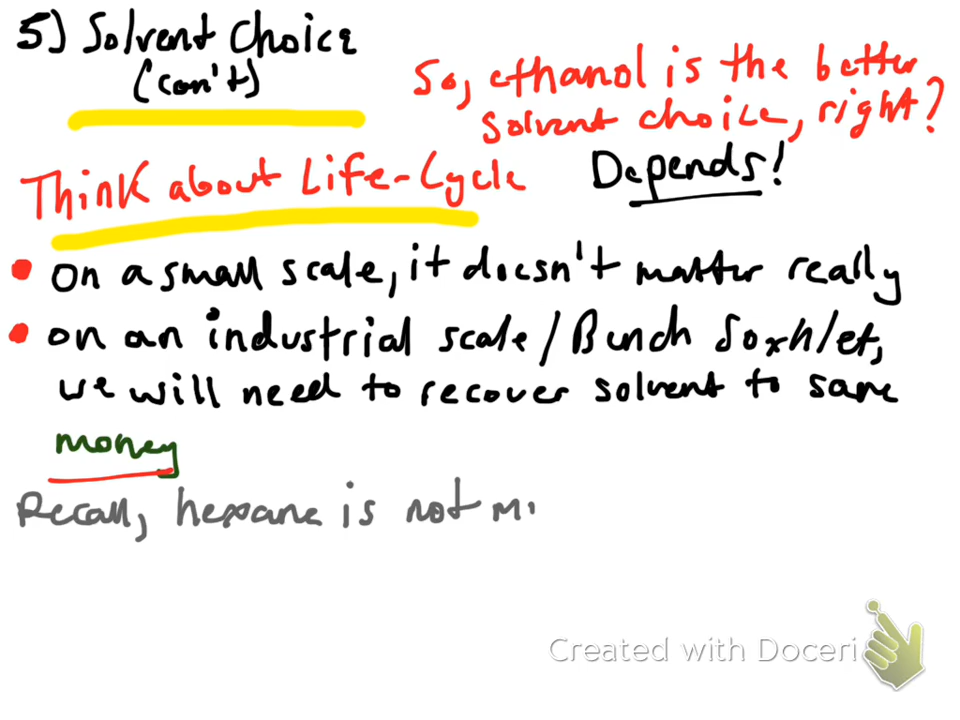 5) Solvent Choice
(con't)
So, ethanol is the better
solvent choice, right?
Depends!
Think about Life-Cycle
• on a small scale, it doesn't matter really
• on an industrial scale / Bunch Soxhlet,
we will need to recover solvent to save
money
Recall, hexane is not mi
Created with Doceri